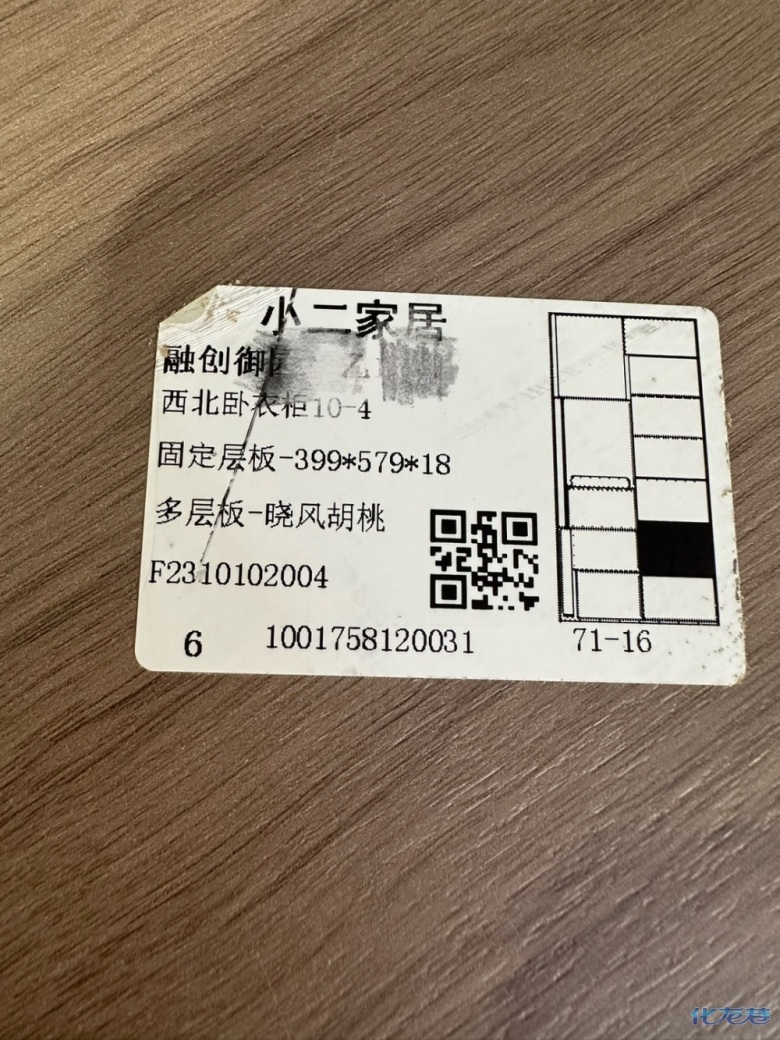 小二家居
融创御
西北卧衣柜10-4
固定层板-399*579*18
多层板-晓风胡桃
F2310102004
6 1001758120031 71-16
化龙巷